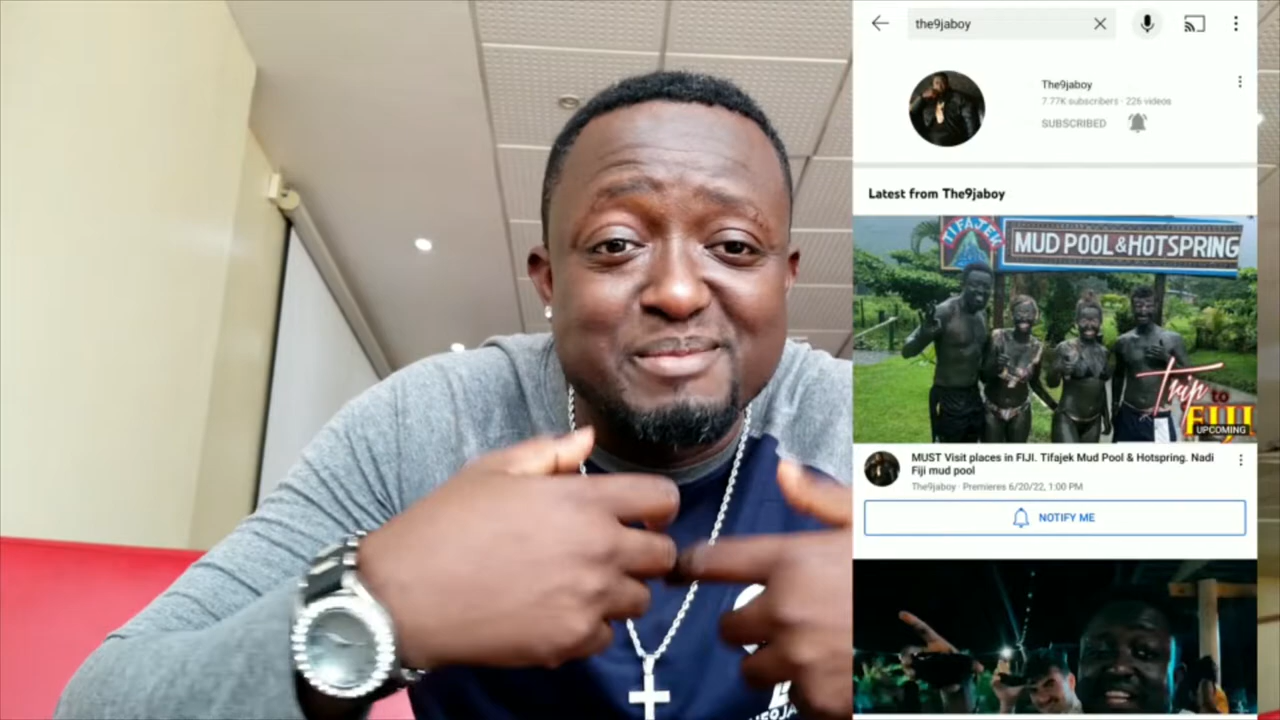 the9jaboy
The9jaboy
7.77K subscribers · 226 videos
SUBSCRIBED
Latest from The9jaboy
TIFAJEK
MUD POOL & HOTSPRING
Trip to
FIJI
UPCOMING
MUST Visit places in FIJI. Tifajek Mud Pool & Hotspring. Nadi
Fiji mud pool
The9jaboy · Premieres 6/20/22, 1:00 PM
NOTIFY ME